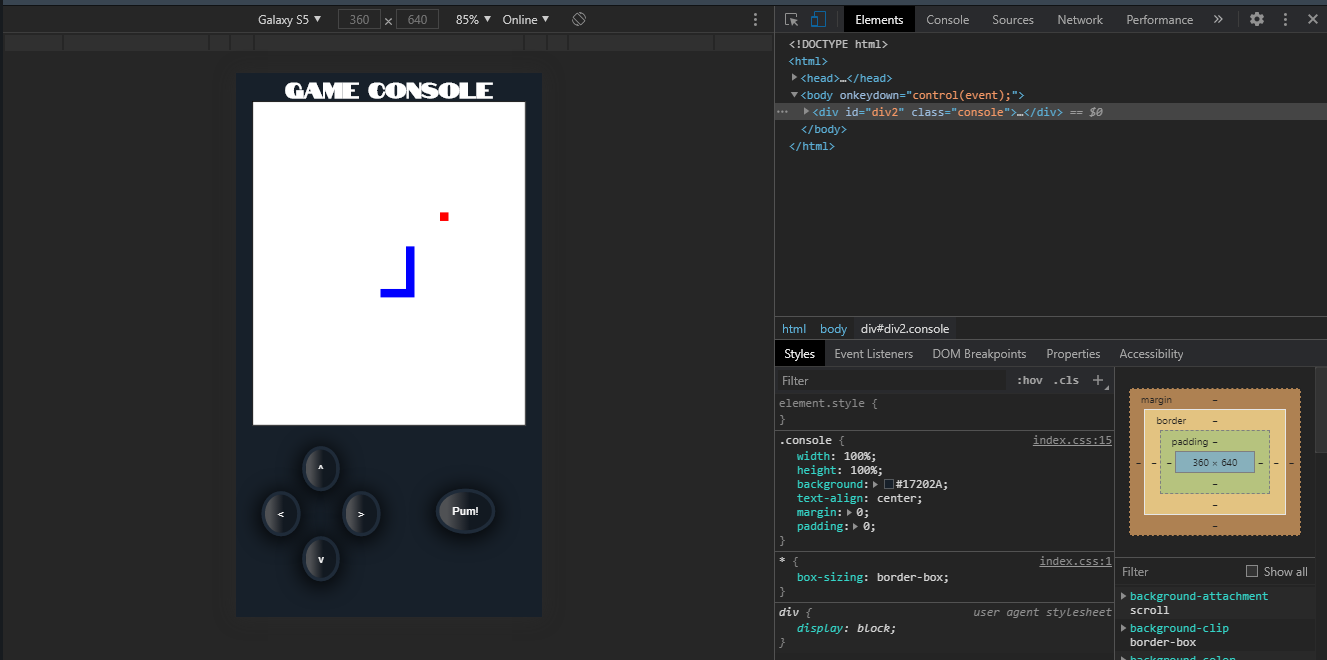 Galaxy S5 ▼ 360 × 640 85% ▼ Online ▼
Elements Console Sources Network Performance »
GAME CONSOLE
^
< >
v
Pum!
<!DOCTYPE html>
<html>
<head>…</head>
<body onkeydown="control(event);">
<div id="div2" class="console">…</div> == $0
</body>
</html>
html body div#div2.console
Styles Event Listeners DOM Breakpoints Properties Accessibility
Filter :hov .cls +
element.style {
}
.console { index.css:15
width: 100%;
height: 100%;
background: #17202A;
text-align: center;
margin: 0;
padding: 0;
}
* { index.css:1
box-sizing: border-box;
}
div { user agent stylesheet
display: block;
}
margin –
border –
padding –
– – – 360 × 640 – – –
–
–
–
Filter Show all
background-attachment
scroll
background-clip
border-box
background-color